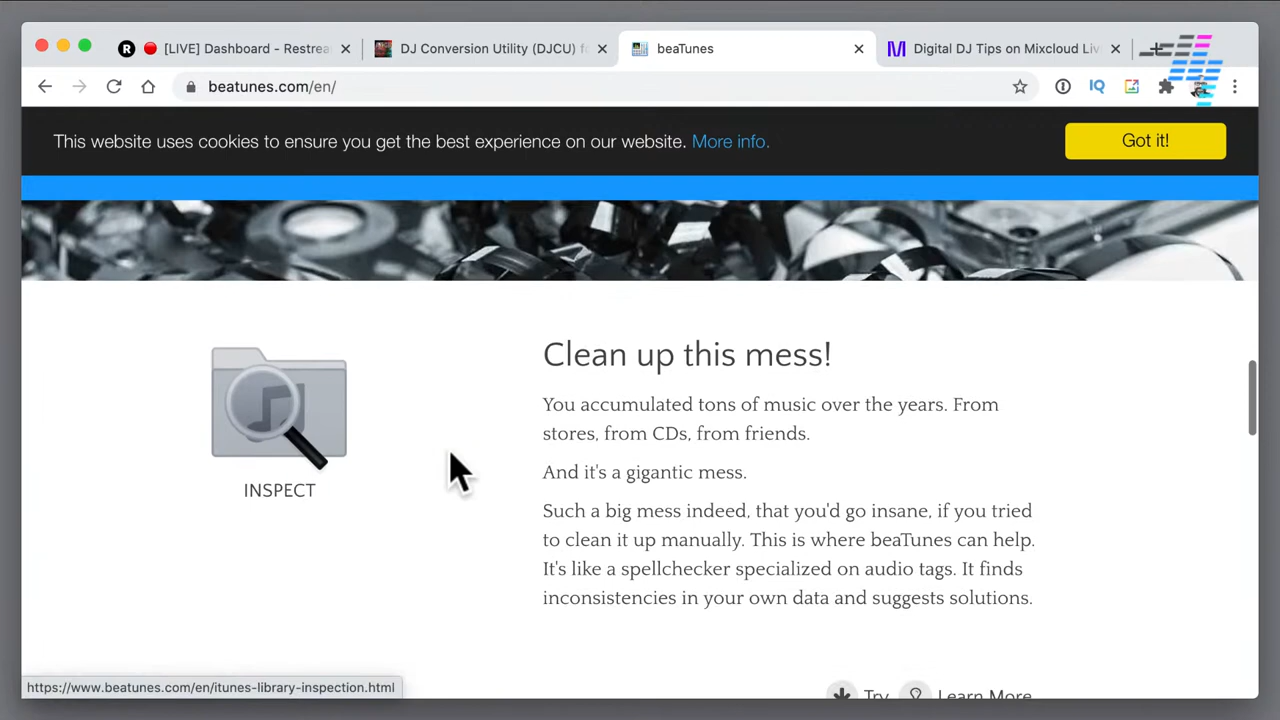 [LIVE] Dashboard - Restrea
DJ Conversion Utility (DJCU) f
beaTunes
Digital DJ Tips on Mixcloud Liv
beatunes.com/en/
IQ
This website uses cookies to ensure you get the best experience on our website. More info.
Got it!
INSPECT
Clean up this mess!
You accumulated tons of music over the years. From
stores, from CDs, from friends.
And it's a gigantic mess.
Such a big mess indeed, that you'd go insane, if you tried
to clean it up manually. This is where beaTunes can help.
It's like a spellchecker specialized on audio tags. It finds
inconsistencies in your own data and suggests solutions.
Try Learn More
https://www.beatunes.com/en/itunes-library-inspection.html